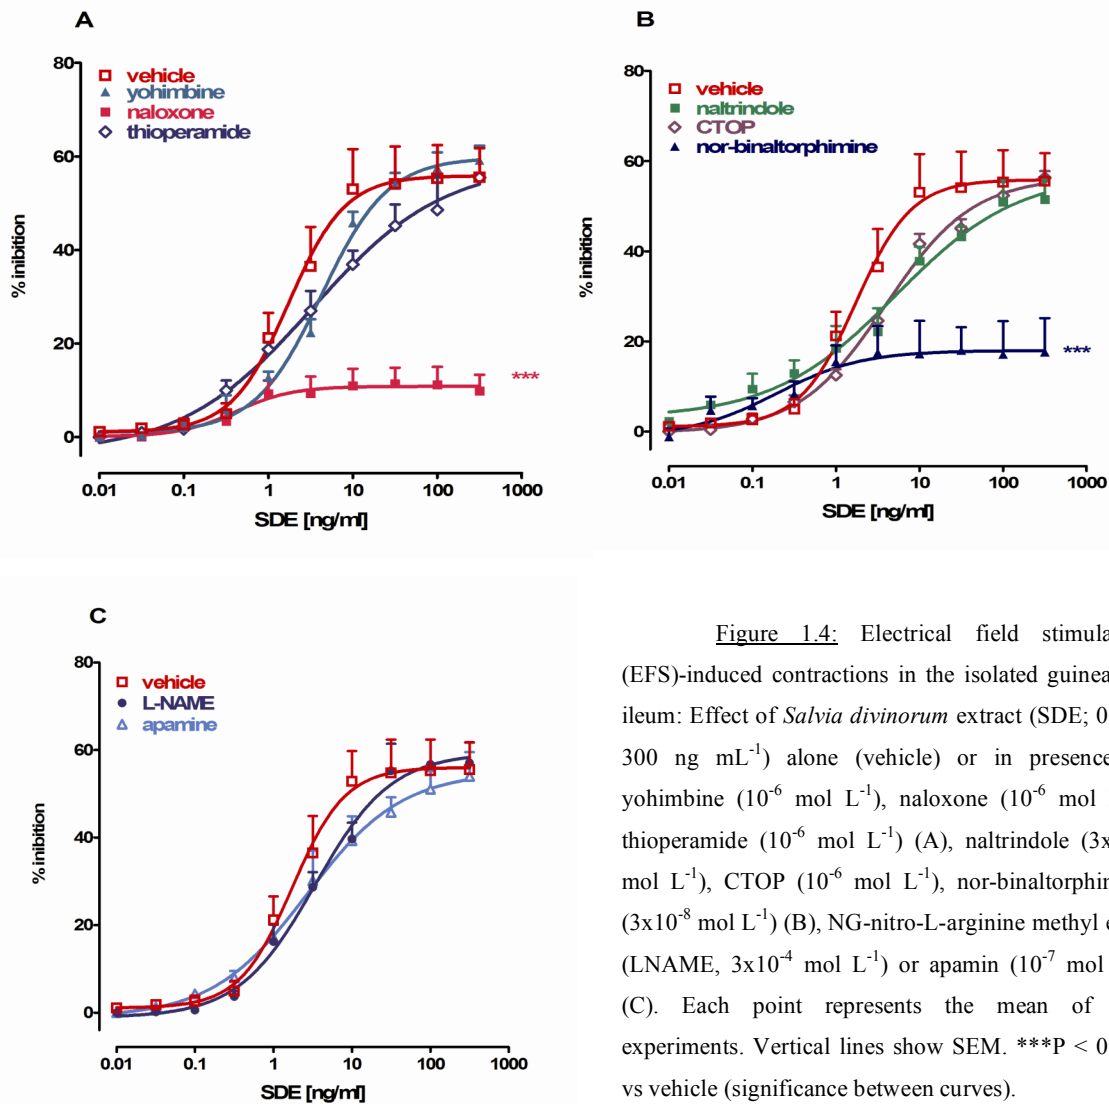 A
80
60
40
20
0
% inibition
vehicle
yohimbine
naloxone
thioperamide
***
0.01 0.1 1 10 100 1000
SDE [ng/ml]
B
80
60
40
20
0
% inibition
vehicle
naltrindole
CTOP
nor-binaltorphimine
***
0.01 0.1 1 10 100 1000
SDE [ng/ml]
C
80
60
40
20
0
% inibition
vehicle
L-NAME
apamine
0.01 0.1 1 10 100 1000
SDE [ng/ml]
Figure 1.4: Electrical field stimula
(EFS)-induced contractions in the isolated guinea
ileum: Effect of Salvia divinorum extract (SDE; 0
300 ng mL-1) alone (vehicle) or in presence
yohimbine (10-6 mol L-1), naloxone (10-6 mol
thioperamide (10-6 mol L-1) (A), naltrindole (3x
mol L-1), CTOP (10-6 mol L-1), nor-binaltorphin
(3x10-8 mol L-1) (B), NG-nitro-L-arginine methyl e
(LNAME, 3x10-4 mol L-1) or apamin (10-7 mol
(C). Each point represents the mean of
experiments. Vertical lines show SEM. ***P < 0
vs vehicle (significance between curves).